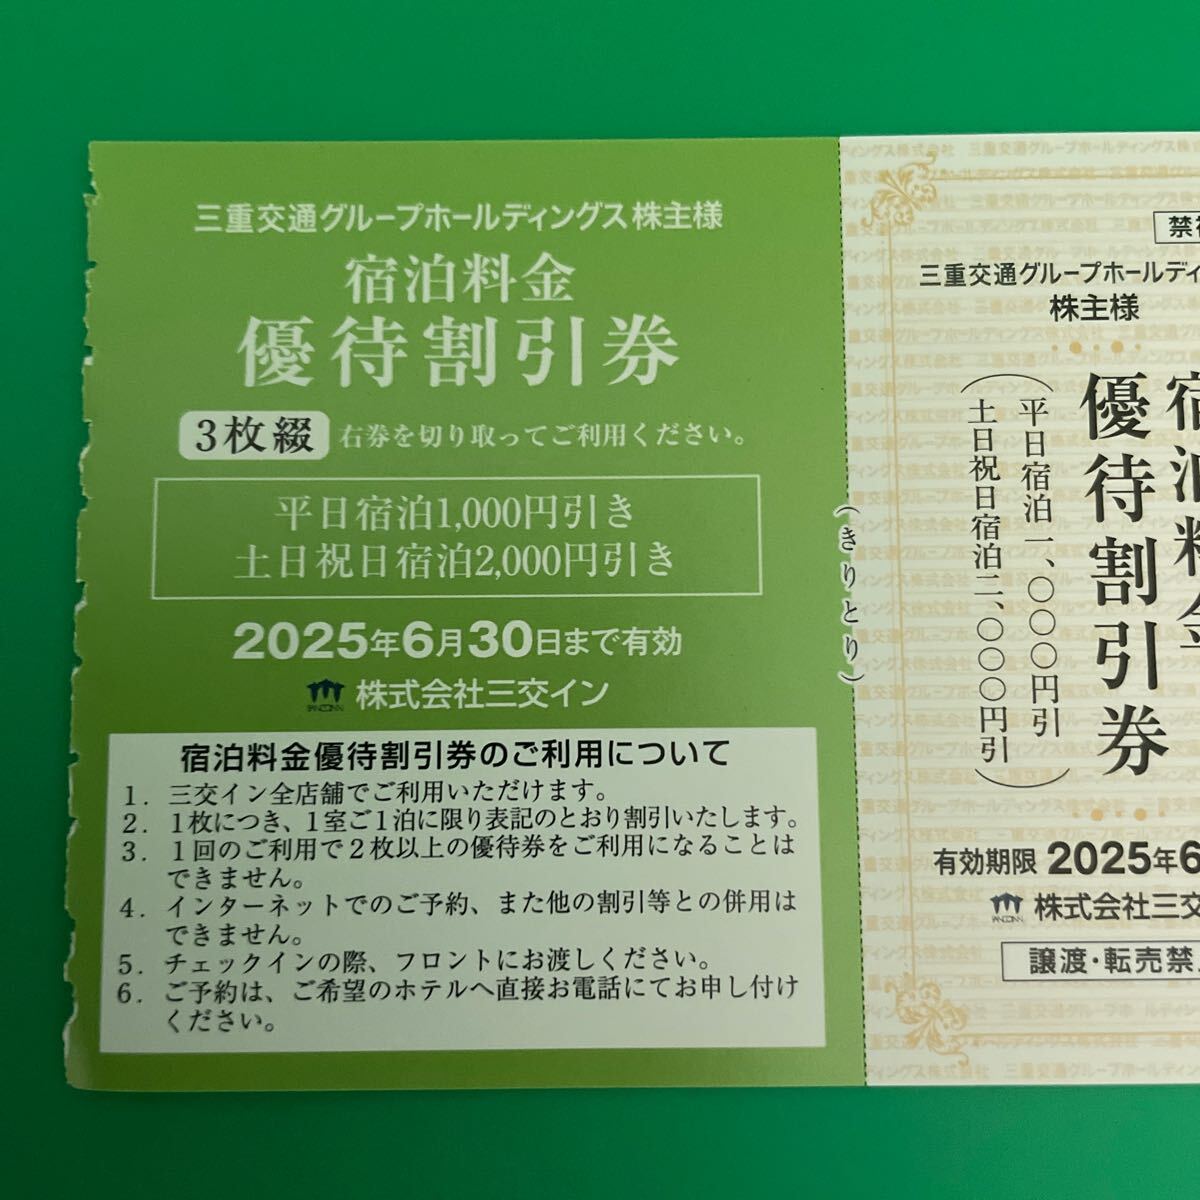 三重交通グループホールディングス株主様
宿泊料金
優待割引券
3枚綴 右券を切り取ってご利用ください。
平日宿泊1,000円引き
土日祝日宿泊2,000円引き
2025年6月30日まで有効
SANCOINN 株式会社三交イン
宿泊料金優待割引券のご利用について
1. 三交イン全店舗でご利用いただけます。
2. 1枚につき、1室ご1泊に限り表記のとおり割引いたします。
3. 1回のご利用で2枚以上の優待券をご利用になることは
できません。
4. インターネットでのご予約、また他の割引等との併用は
できません。
5. チェックインの際、フロントにお渡しください。
6. ご予約は、ご希望のホテルへ直接お電話にてお申し付け
ください。
(きりとり)
三重交通グループホールディ
株主様
優待割引券
(平日宿泊一、〇〇〇円引
土日祝日宿泊二、〇〇〇円引)
有効期限 2025年6
SANCOINN 株式会社三交
譲渡・転売禁